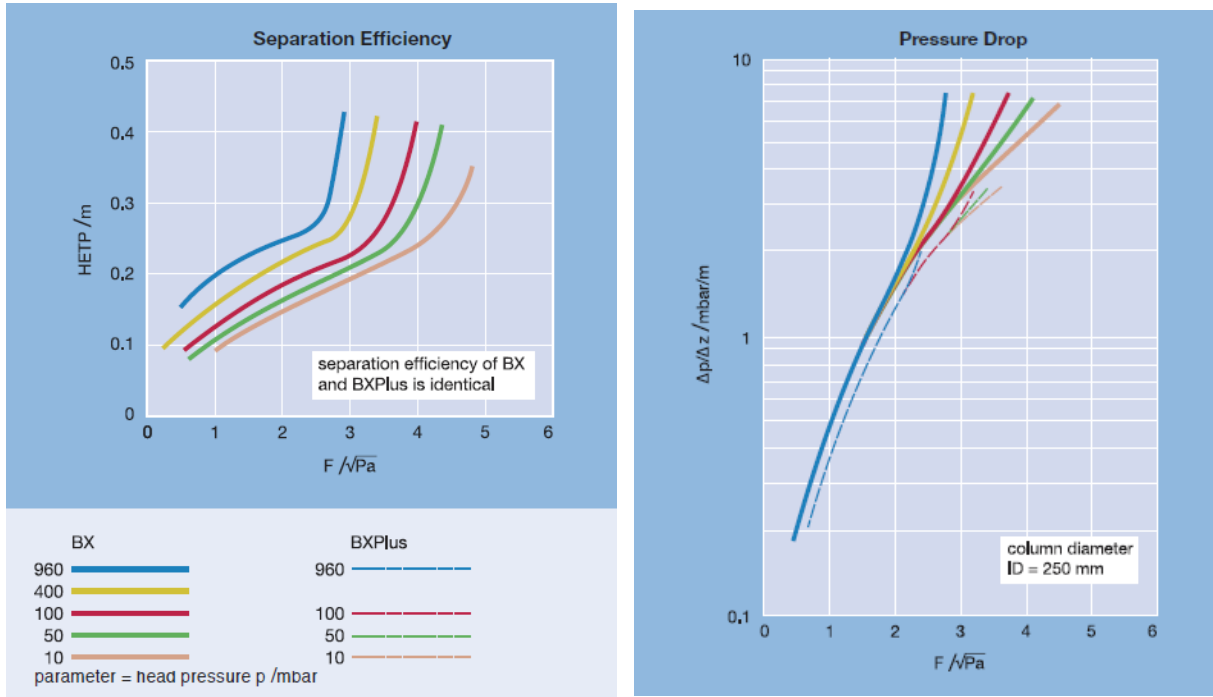 Separation Efficiency
0.5
0.4
0.3
0.2
0.1
0
HETP /m
0 1 2 3 4 5 6
F /√Pa
separation efficiency of BX
and BXPlus is identical
BX BXPlus
960 960
400
100 100
50 50
10 10
parameter = head pressure p /mbar
Pressure Drop
10
1
0,1
Δp/Δ z /mbar/m
0 1 2 3 4 5 6
F /√Pa
column diameter
ID = 250 mm